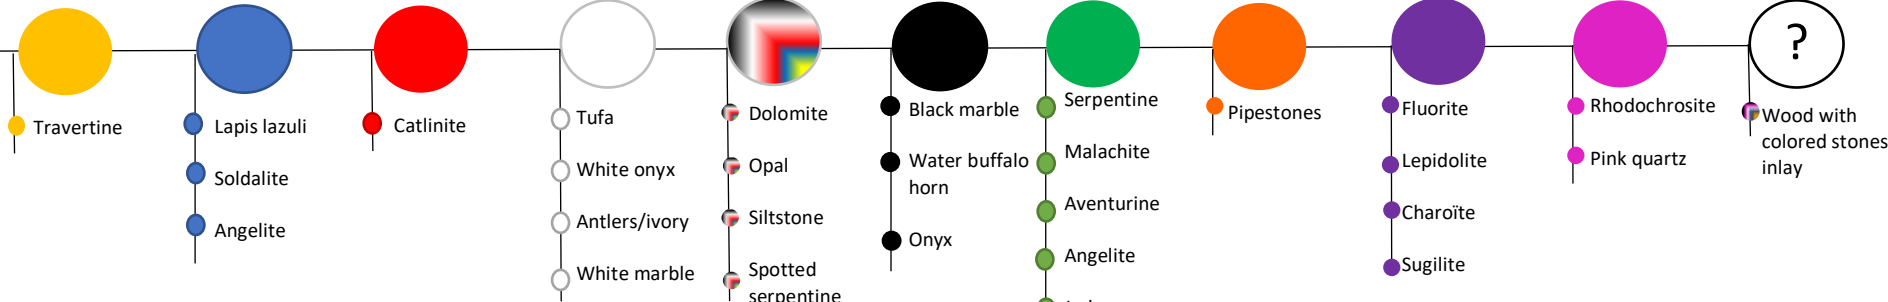 Travertine
Lapis lazuli
Soldalite
Angelite
Catlinite
Tufa
White onyx
Antlers/ivory
White marble
Dolomite
Opal
Siltstone
Spotted
serpentine
Black marble
Water buffalo
horn
Onyx
Serpentine
Malachite
Aventurine
Angelite
Pipestones
Fluorite
Lepidolite
Charoïte
Sugilite
Rhodochrosite
Pink quartz
?
Wood with
colored stones
inlay